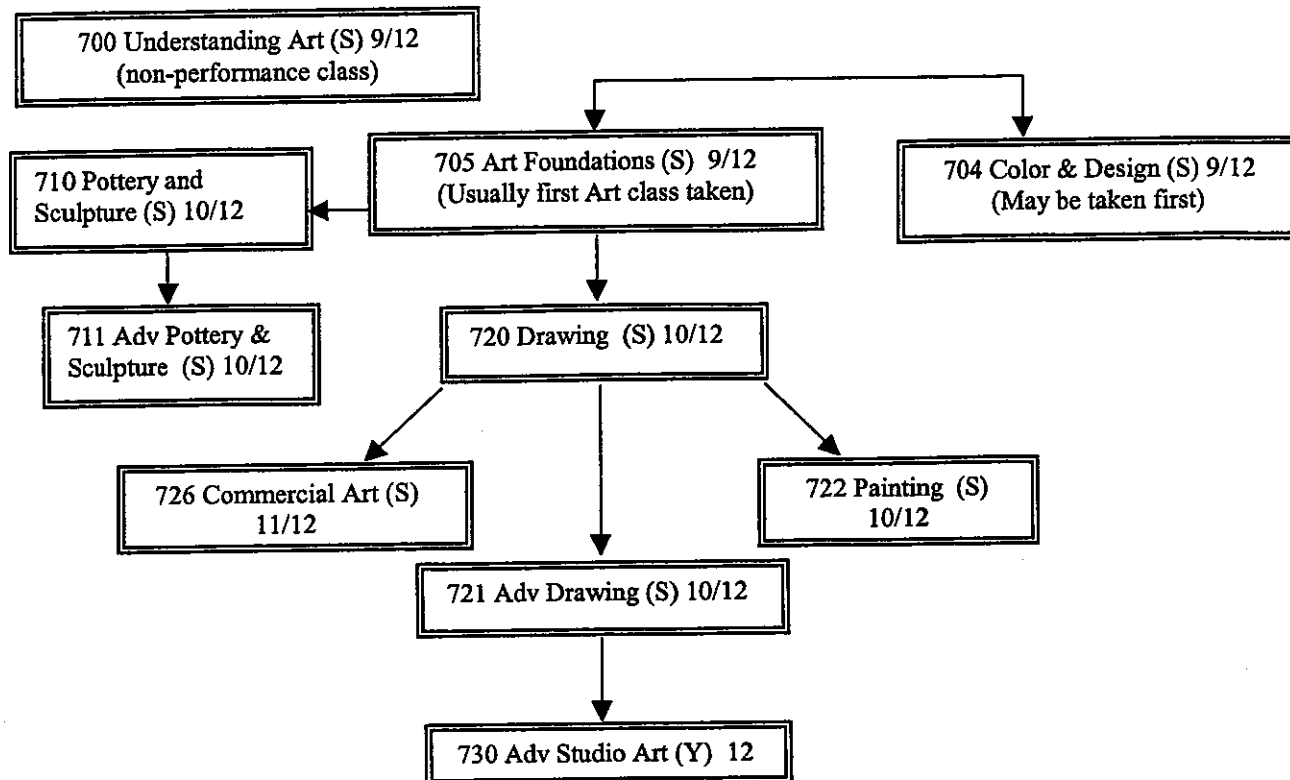 700 Understanding Art (S) 9/12
(non-performance class)
705 Art Foundations (S) 9/12
(Usually first Art class taken)
704 Color & Design (S) 9/12
(May be taken first)
710 Pottery and
Sculpture (S) 10/12
711 Adv Pottery &
Sculpture (S) 10/12
720 Drawing (S) 10/12
726 Commercial Art (S)
11/12
722 Painting (S)
10/12
721 Adv Drawing (S) 10/12
730 Adv Studio Art (Y) 12